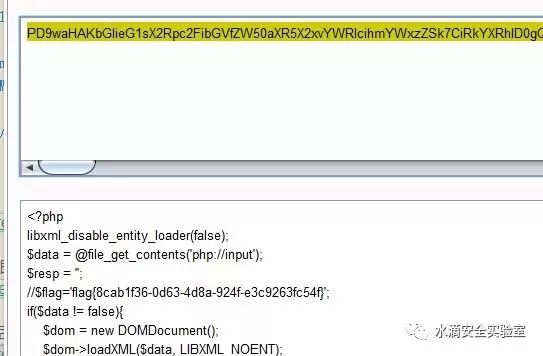 PD9waHAKbGlieG1sX2Rpc2FibGVfZW50aXR5X2xvYWRlcihmYWxzZSk7CiRkYXRhID0gQ
<?php
libxml_disable_entity_loader(false);
$data = @file_get_contents('php://input');
$resp = '';
//$flag='flag{8cab1f36-0d63-4d8a-924f-e3c9263fc54f}';
if($data != false){
$dom = new DOMDocument();
$dom->loadXML($data, LIBXML_NOENT);
水滴安全实验室